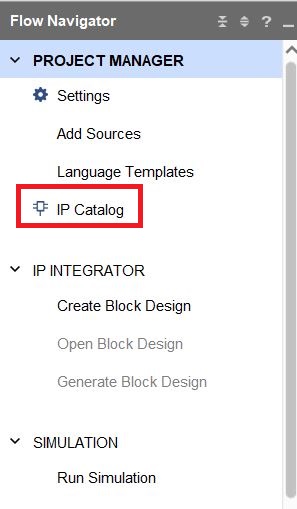 Flow Navigator ?
PROJECT MANAGER
Settings
Add Sources
Language Templates
IP Catalog
IP INTEGRATOR
Create Block Design
Open Block Design
Generate Block Design
SIMULATION
Run Simulation